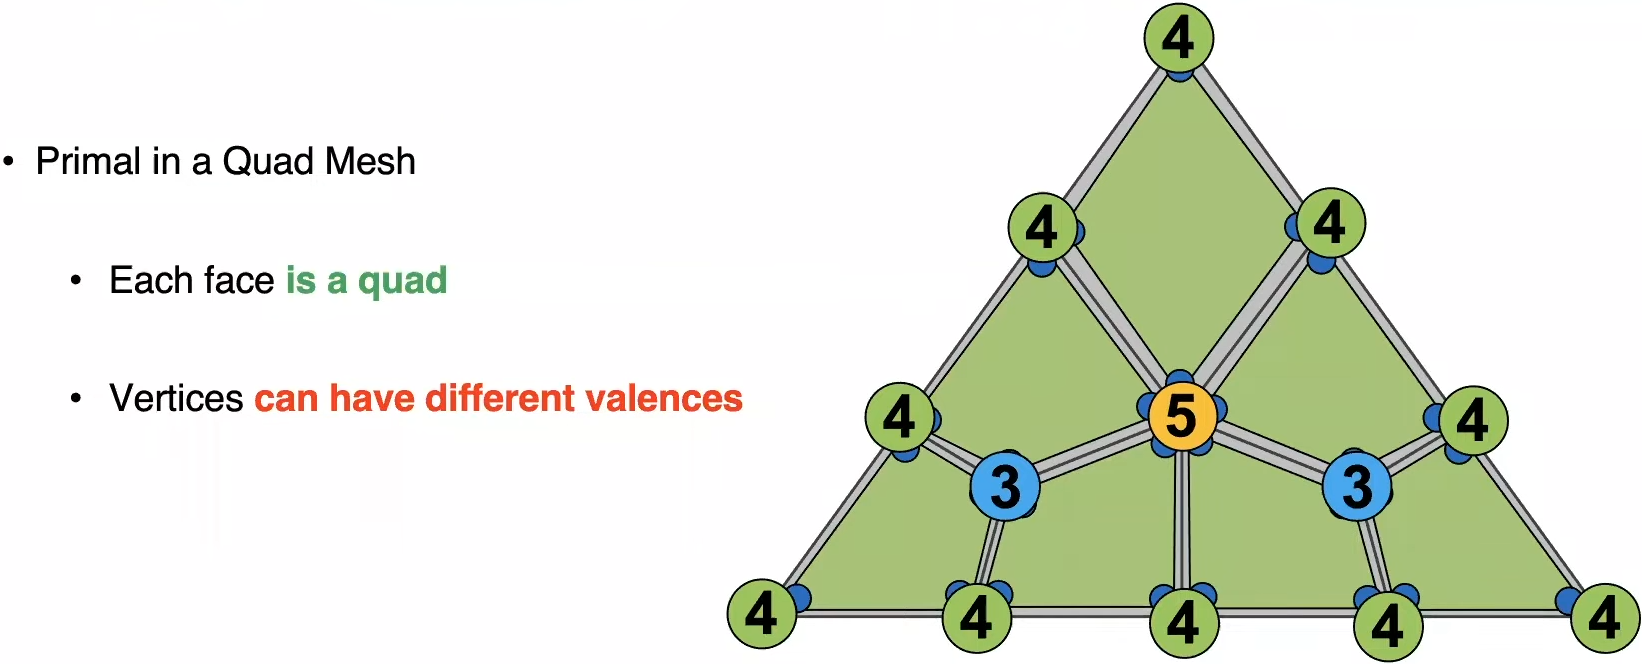 • Primal in a Quad Mesh
• Each face is a quad
• Vertices can have different valences
4
4 4
4 5 4
3 3
4 4 4 4 4